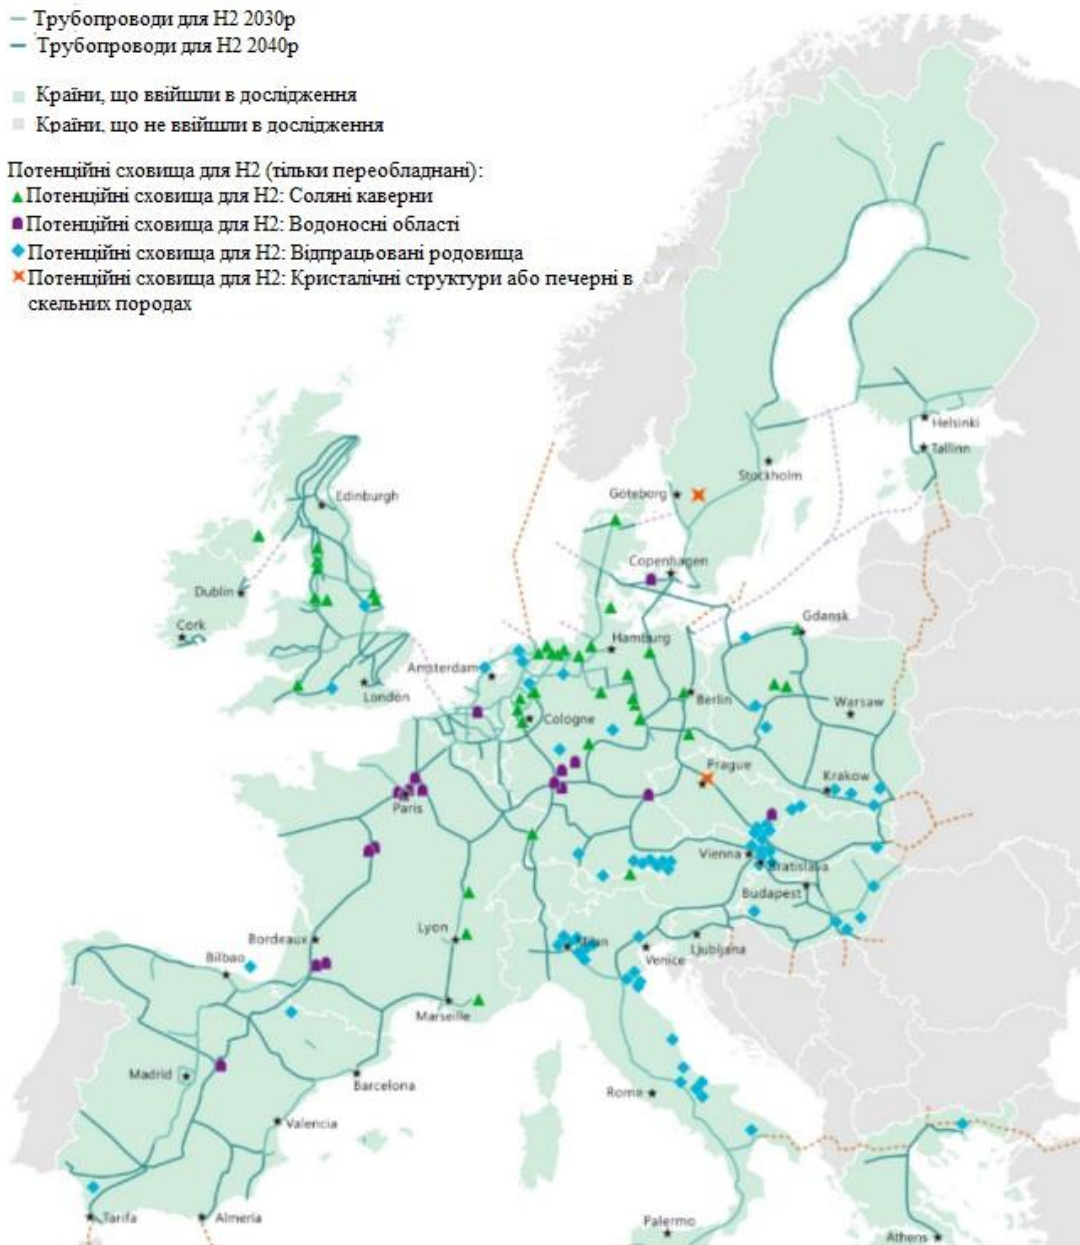 Трубопроводи для H2 2030р
Трубопроводи для H2 2040р
Країни, що ввійшли в дослідження
Країни, що не ввійшли в дослідження
Потенційні сховища для H2 (тільки переобладнані):
Потенційні сховища для H2: Соляні каверни
Потенційні сховища для H2: Водоносні області
Потенційні сховища для H2: Відпрацьовані родовища
Потенційні сховища для H2: Кристалічні структури або печерні в
скельних породах
Helsinki
Tallinn
Stockholm
Göteborg
Edinburgh
Copenhagen
Dublin
Gdansk
Cork
Hamburg
Amsterdam
London
Berlin
Warsaw
Cologne
Prague
Krakow
Paris
Vienna
Bratislava
Budapest
Lyon
Bordeaux
Milan
Ljubljana
Venice
Bilbao
Marseille
Madrid
Barcelona
Rome
Valencia
Tarifa
Almería
Palermo
Athens